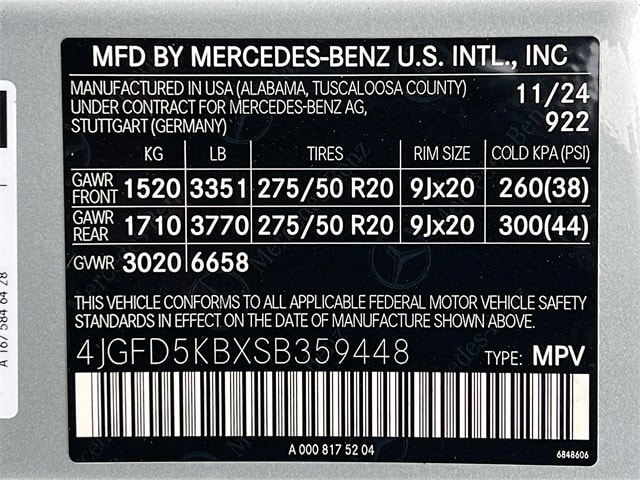 MFD BY MERCEDES-BENZ U.S. INTL., INC
MANUFACTURED IN USA (ALABAMA, TUSCALOOSA COUNTY)
UNDER CONTRACT FOR MERCEDES-BENZ AG,
STUTTGART (GERMANY)
11/24
922
KG LB TIRES RIM SIZE COLD KPA (PSI)
GAWR FRONT 1520 3351 275/50 R20 9Jx20 260(38)
GAWR REAR 1710 3770 275/50 R20 9Jx20 300(44)
GVWR 3020 6658
THIS VEHICLE CONFORMS TO ALL APPLICABLE FEDERAL MOTOR VEHICLE SAFETY
STANDARDS IN EFFECT ON THE DATE OF MANUFACTURE SHOWN ABOVE.
4JGFD5KBXSB359448 TYPE: MPV
A 000 817 52 04
6848606
A 167 584 64 28